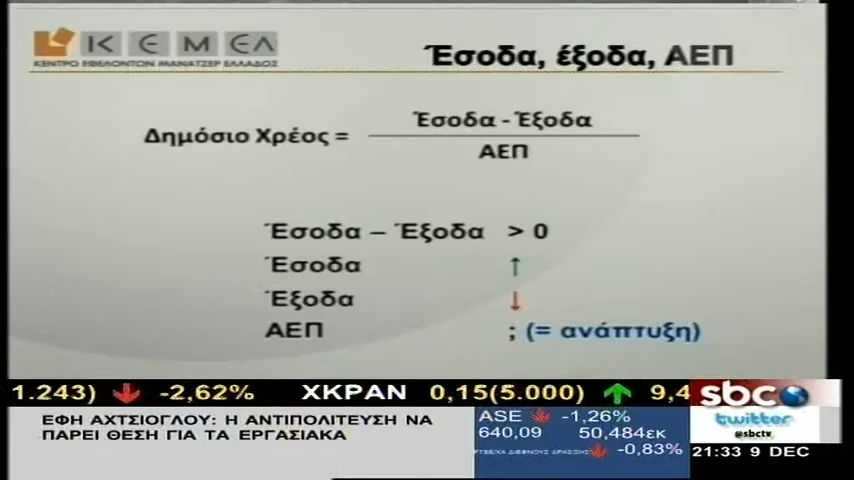 ΚΕΜΕΛ
ΚΕΝΤΡΟ ΕΘΕΛΟΝΤΩΝ ΜΑΝΑΤΖΕΡ ΕΛΛΑΔΟΣ
Έσοδα, έξοδα, ΑΕΠ
Δημόσιο Χρέος =
Έσοδα - Έξοδα
ΑΕΠ
Έσοδα – Έξοδα > 0
Έσοδα ↑
Έξοδα ↓
ΑΕΠ ; (= ανάπτυξη)
1.243) -2,62% ΧΚΡΑΝ 0,15(5.000) 9,4
sbc
ΕΦΗ ΑΧΤΣΙΟΓΛΟΥ: Η ΑΝΤΙΠΟΛΙΤΕΥΣΗ ΝΑ
ΠΑΡΕΙ ΘΕΣΗ ΓΙΑ ΤΑ ΕΡΓΑΣΙΑΚΑ
ASE -1,26%
640,09 50,484εκ
-0,83%
twitter
@sbctv
21:33 9 DEC